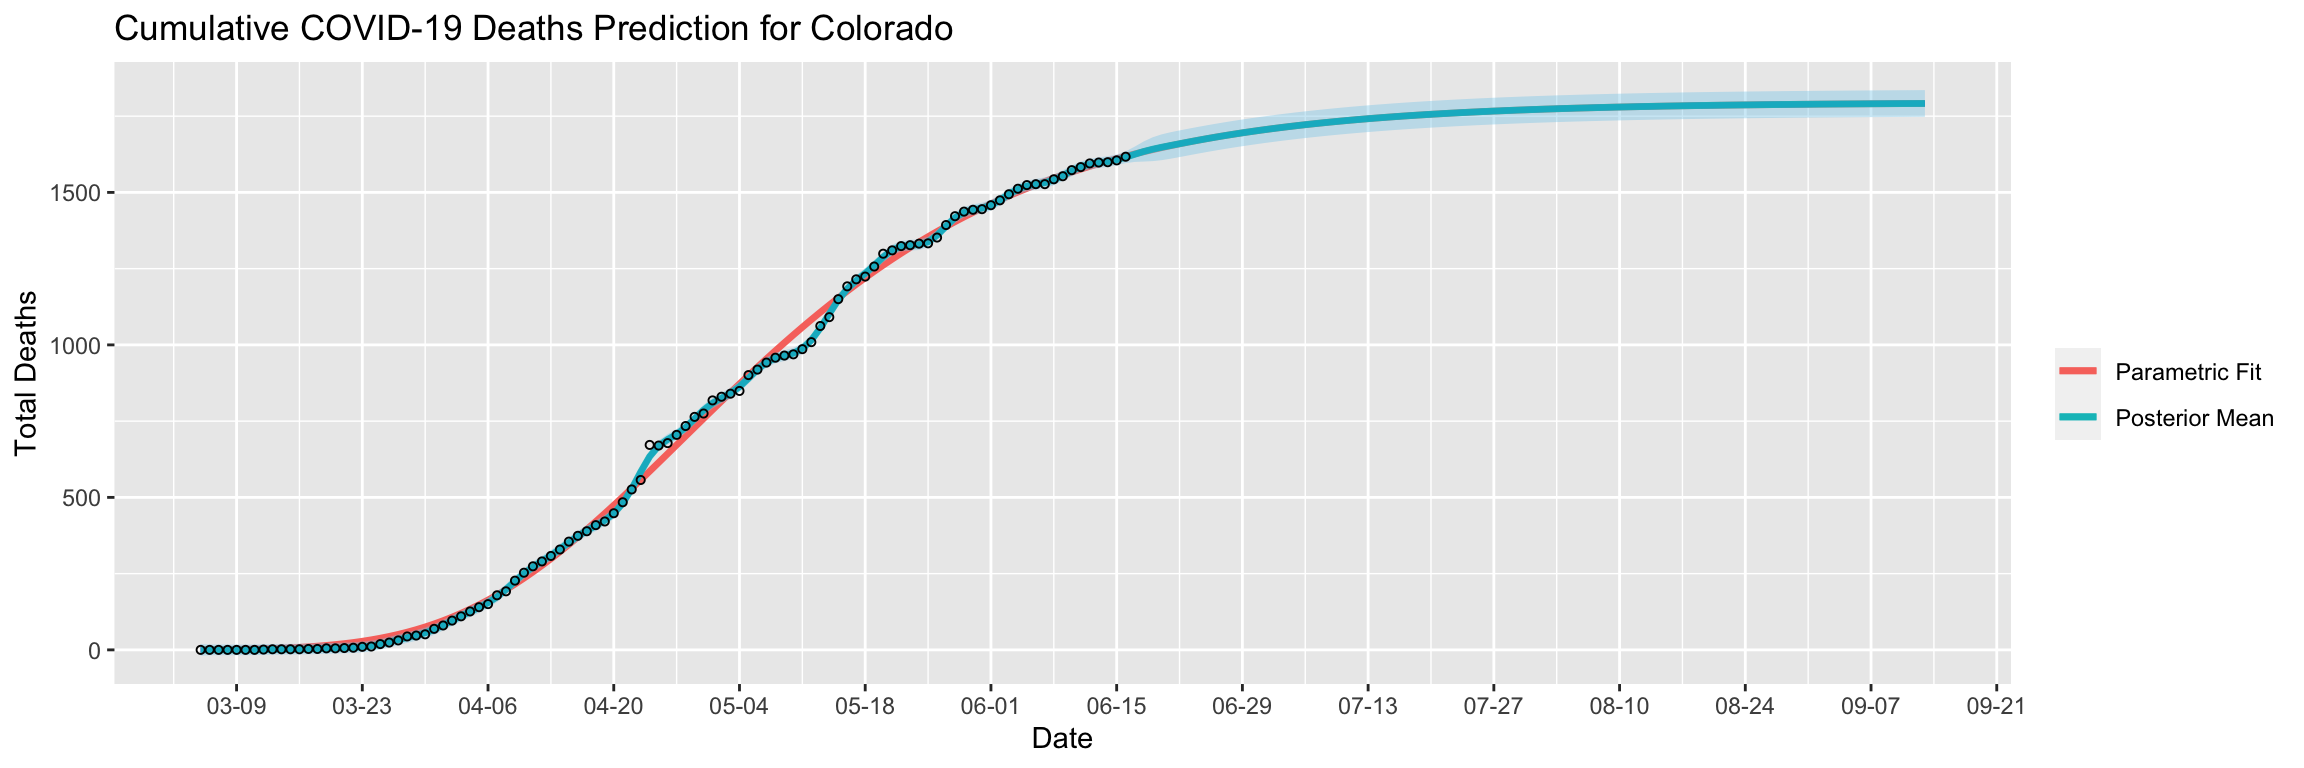 Cumulative COVID-19 Deaths Prediction for Colorado
Total Deaths
1500
1000
500
0
03-09 03-23 04-06 04-20 05-04 05-18 06-01 06-15 06-29 07-13 07-27 08-10 08-24 09-07 09-21
Date
Parametric Fit
Posterior Mean